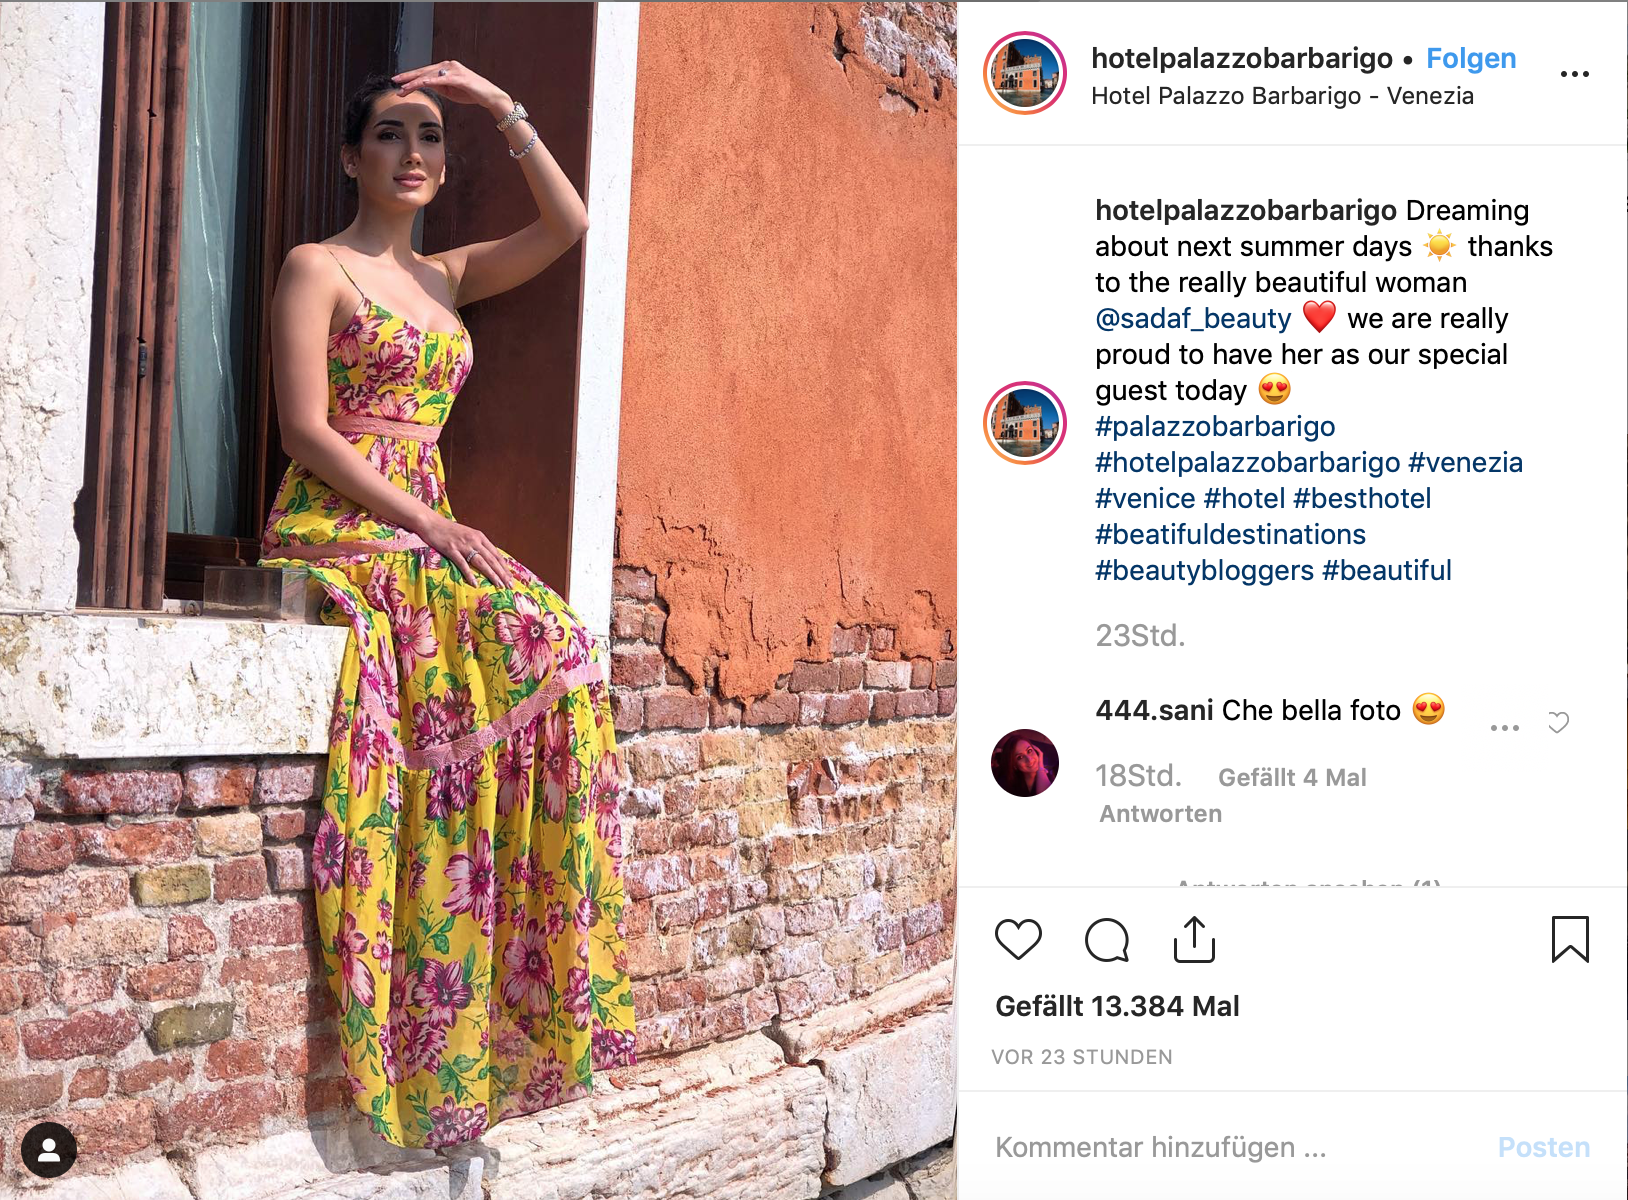 hotelpalazzobarbarigo • Folgen
Hotel Palazzo Barbarigo - Venezia
hotelpalazzobarbarigo Dreaming
about next summer days ☀️ thanks
to the really beautiful woman
@sadaf_beauty ❤️ we are really
proud to have her as our special
guest today 😍
#palazzobarbarigo
#hotelpalazzobarbarigo #venezia
#venice #hotel #besthotel
#beatifuldestinations
#beautybloggers #beautiful
23Std.
444.sani Che bella foto 😍
18Std. Gefällt 4 Mal
Antworten
Antworten ansehen (1)
Gefällt 13.384 Mal
VOR 23 STUNDEN
Kommentar hinzufügen ... Posten